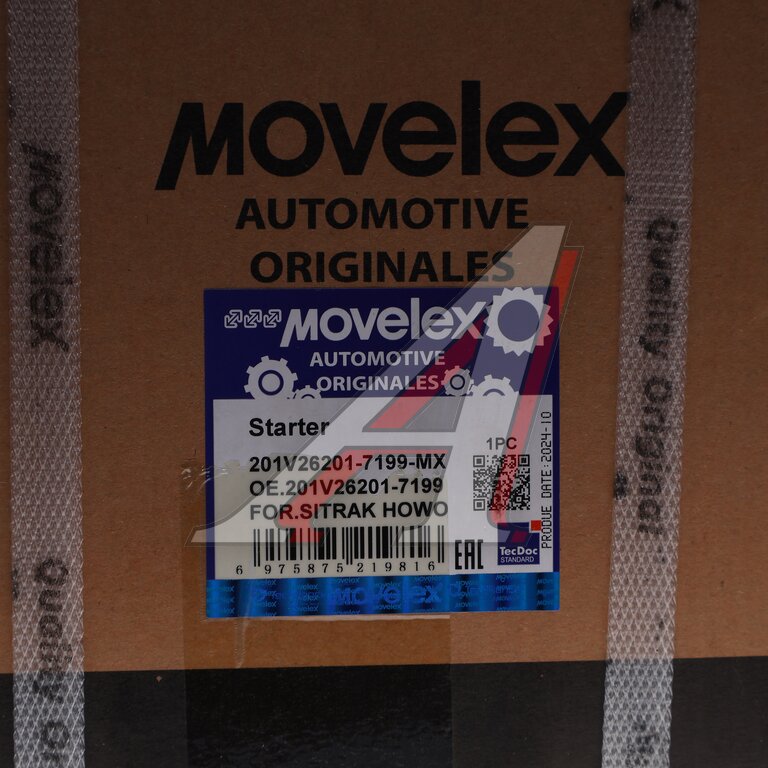 Movelex
AUTOMOTIVE
ORIGINALES
Movelex
AUTOMOTIVE
ORIGINALES
Starter
201V26201-7199-MX
OE.201V26201-7199
FOR.SITRAK HOWO
1PC
PRODUE DATE:2024-10
6 975875 219816
EAC
TecDoc
STANDARD
Movelex
Movelex
Quality Or
Quality Original